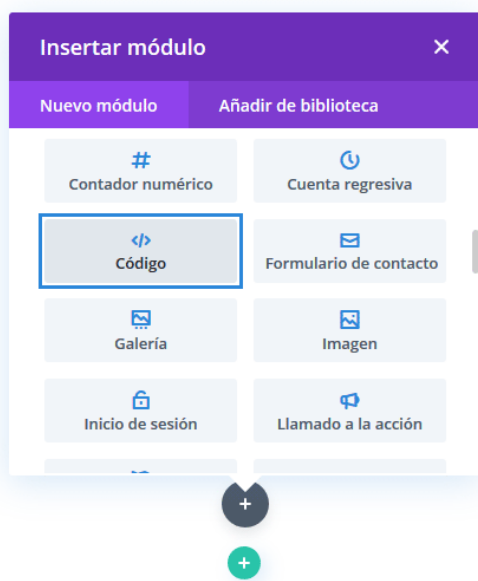 Insertar módulo
Nuevo módulo
Añadir de biblioteca
Contador numérico
Cuenta regresiva
Código
Formulario de contacto
Galería
Imagen
Inicio de sesión
Llamado a la acción